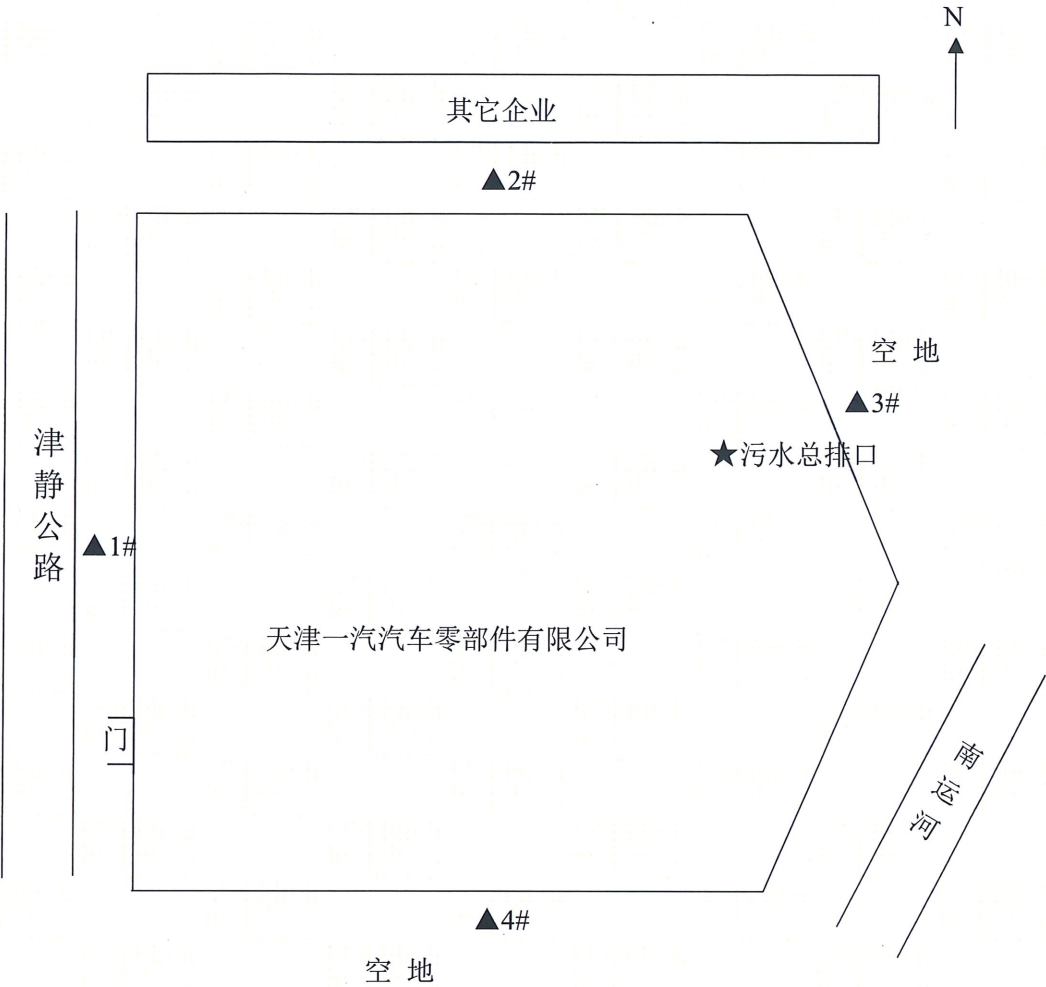 N
其它企业
▲2#
空 地
▲3#
津静公路
★污水总排口
▲1#
天津一汽汽车零部件有限公司
门
南运河
▲4#
空 地